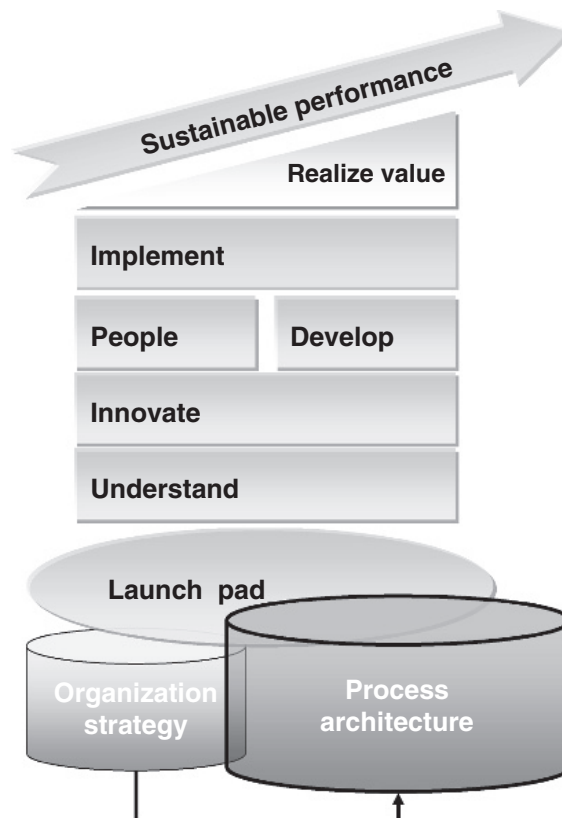 Sustainable performance
Realize value
Implement
People
Develop
Innovate
Understand
Launch pad
Organization
strategy
Process
architecture